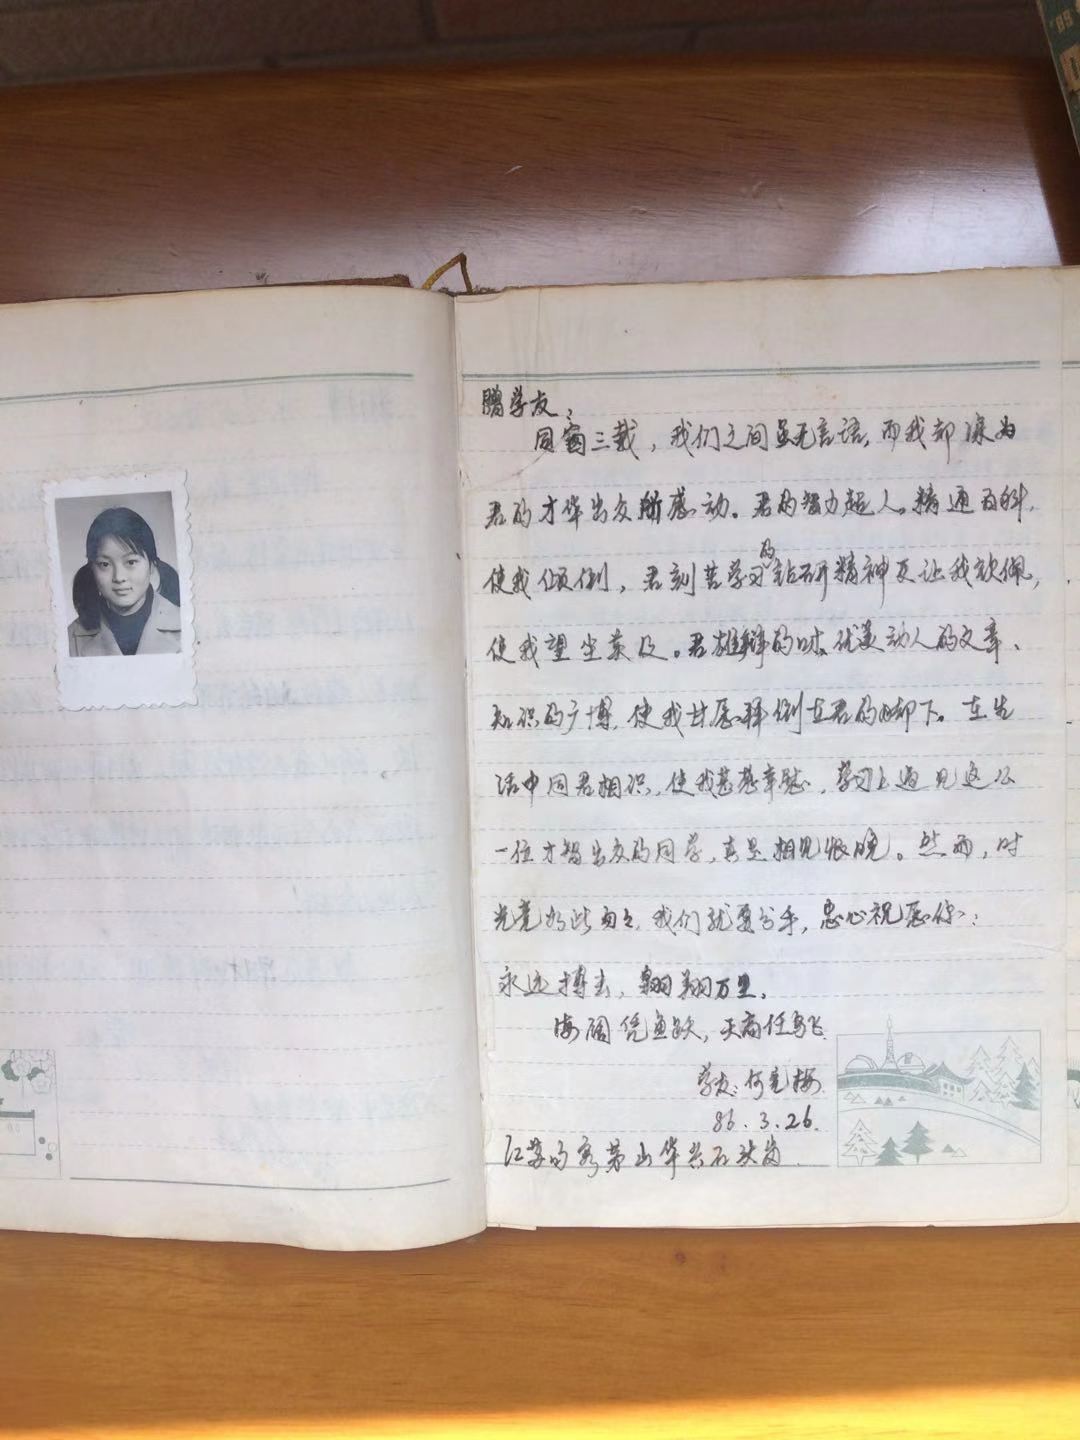 赠学友:
同窗三载，我们之间虽无言语，而我却深为
君的才华出众所感动。君的智力超人。精通百科，
使我倾倒，君刻苦学习的钻研精神更让我钦佩，
使我望尘莫及。君雄辩的口才、优美动人的文章、
知识的广博，使我甘愿拜倒在君的脚下。在生
活中同君相识，使我甚感幸慰，学习上遇见这么
一位才智出众的同学，真是相见恨晚。然而，时
光竟如此匆匆，我们就要分手，忠心祝愿你：
永远搏击，翱翔万里。
海阔凭鱼跃，天高任鸟飞
学友：何 梅
86.3.26.
江苏句容茅山华 石 岗